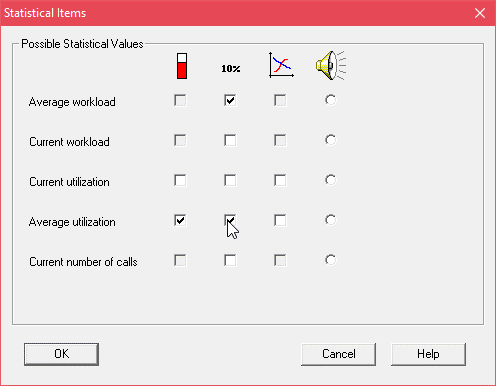 Statistical Items
Possible Statistical Values
10%
Average workload
Current workload
Current utilization
Average utilization
Current number of calls
OK
Cancel
Help